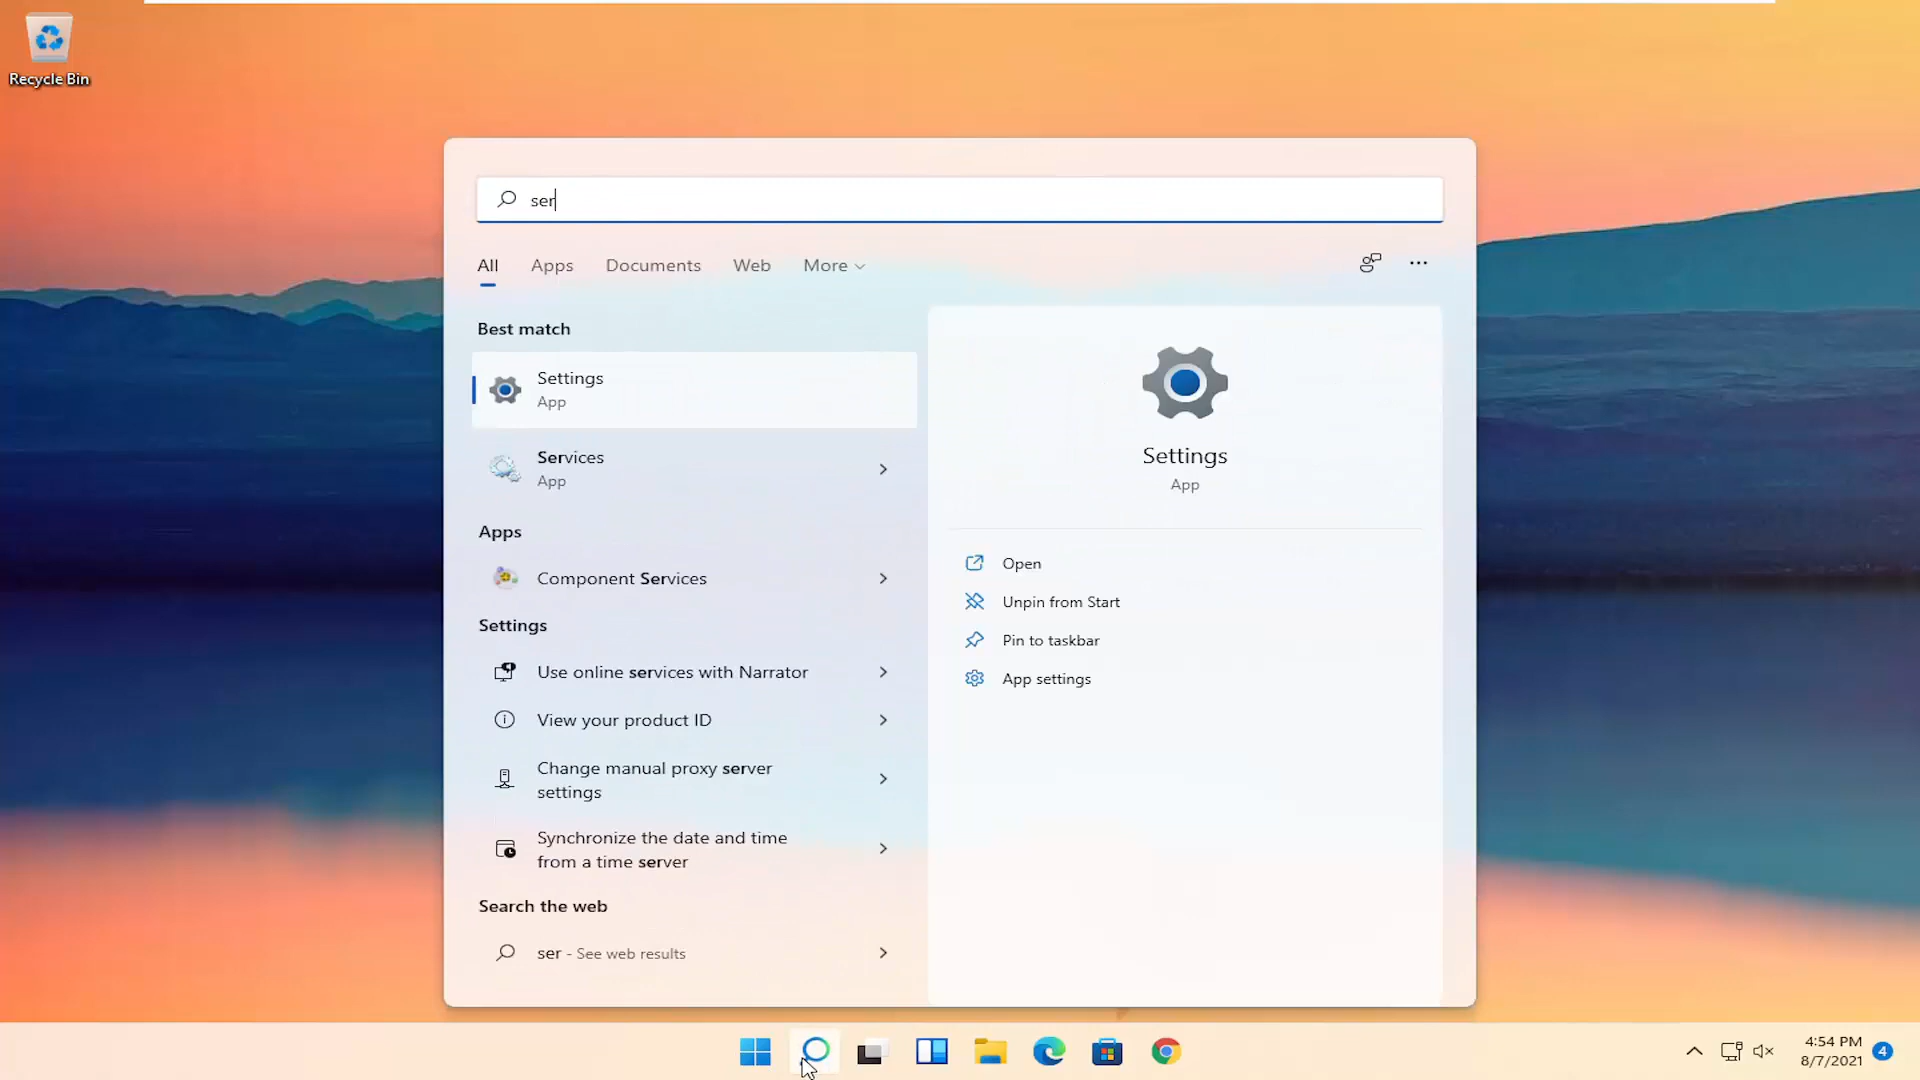 Recycle Bin
ser
All Apps Documents Web More
Best match
Settings
App
Services
App
Apps
Component Services
Settings
Use online services with Narrator
View your product ID
Change manual proxy server
settings
Synchronize the date and time
from a time server
Search the web
ser - See web results
Settings
App
Open
Unpin from Start
Pin to taskbar
App settings
4:54 PM
8/7/2021
4